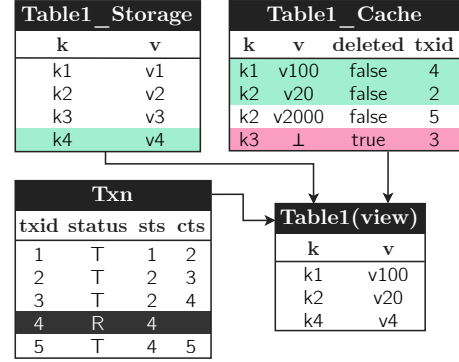 Table1_Storage
k v
k1 v1
k2 v2
k3 v3
k4 v4
Table1_Cache
k v deleted txid
k1 v100 false 4
k2 v20 false 2
k2 v2000 false 5
k3 ⊥ true 3
Txn
txid status sts cts
1 T 1 2
2 T 2 3
3 T 2 4
4 R 4
5 T 4 5
Table1(view)
k v
k1 v100
k2 v20
k4 v4